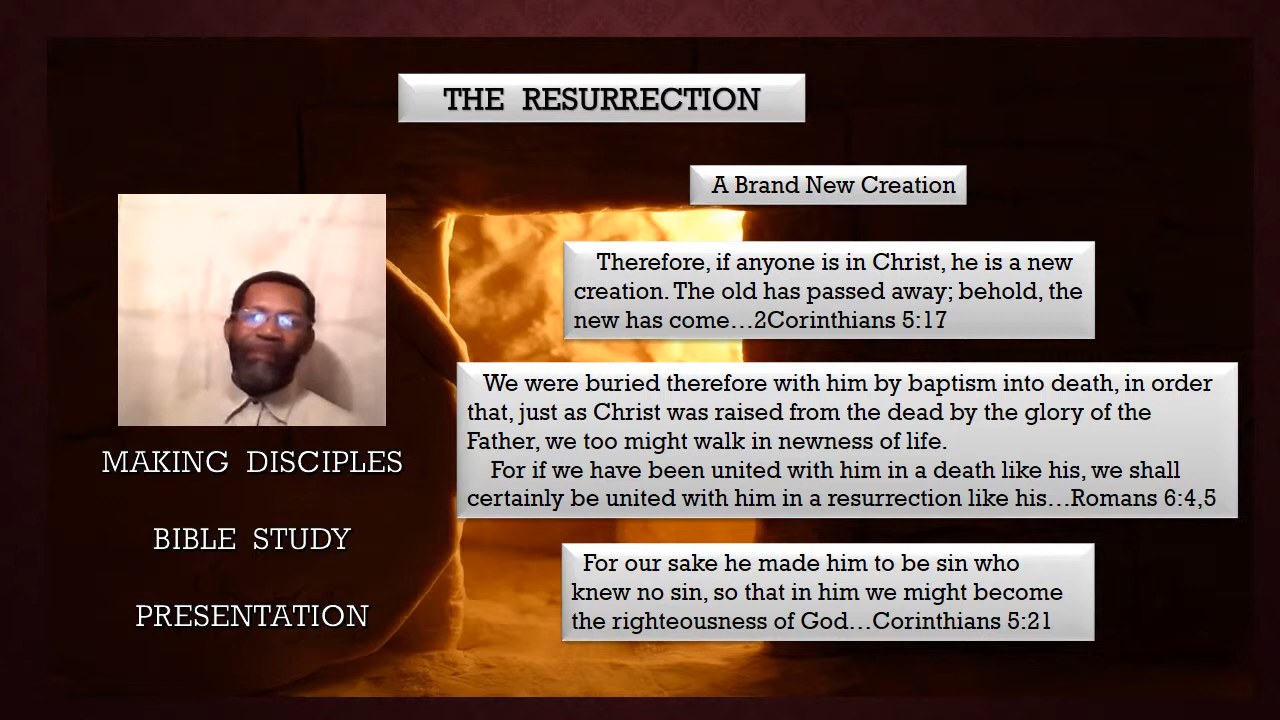 THE RESURRECTION
A Brand New Creation
Therefore, if anyone is in Christ, he is a new
creation. The old has passed away; behold, the
new has come...2Corinthians 5:17
We were buried therefore with him by baptism into death, in order
that, just as Christ was raised from the dead by the glory of the
Father, we too might walk in newness of life.
For if we have been united with him in a death like his, we shall
certainly be united with him in a resurrection like his...Romans 6:4,5
For our sake he made him to be sin who
knew no sin, so that in him we might become
the righteousness of God...Corinthians 5:21
MAKING DISCIPLES
BIBLE STUDY
PRESENTATION